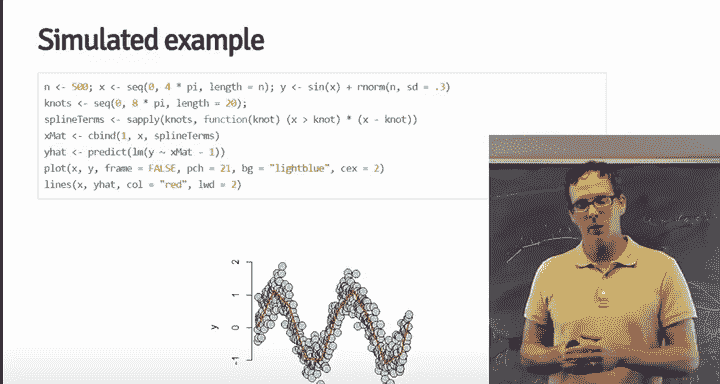 Simulated example
n <- 500; x <- seq(0, 4 * pi, length = n); y <- sin(x) + rnorm(n, sd = .3)
knots <- seq(0, 8 * pi, length = 20);
splineTerms <- sapply(knots, function(knot) (x > knot) * (x - knot))
xMat <- cbind(1, x, splineTerms)
yhat <- predict(lm(y ~ xMat - 1))
plot(x, y, frame = FALSE, pch = 21, bg = "lightblue", cex = 2)
lines(x, yhat, col = "red", lwd = 2)
2
1
y
0
-1